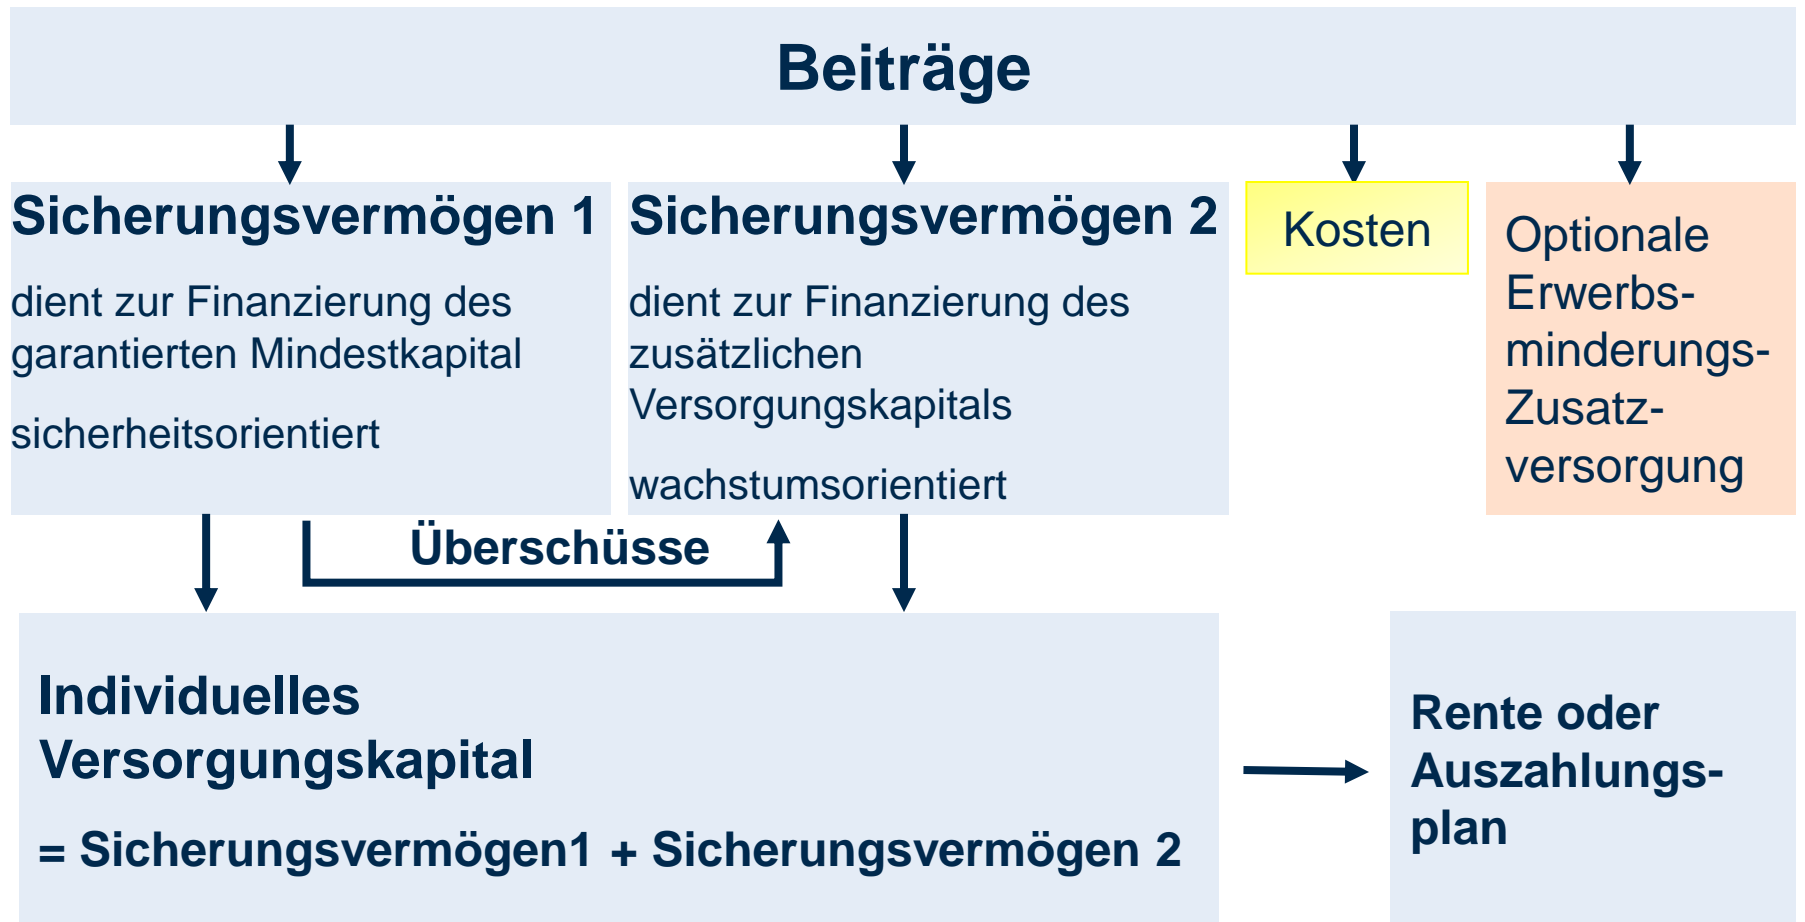 Beiträge
Sicherungsvermögen 1
dient zur Finanzierung des
garantierten Mindestkapital
sicherheitsorientiert
Sicherungsvermögen 2
dient zur Finanzierung des
zusätzlichen
Versorgungskapitals
wachstumsorientiert
Kosten
Optionale
Erwerbs-
minderungs-
Zusatz-
versorgung
Überschüsse
Individuelles
Versorgungskapital
= Sicherungsvermögen1 + Sicherungsvermögen 2
Rente oder
Auszahlungs-
plan